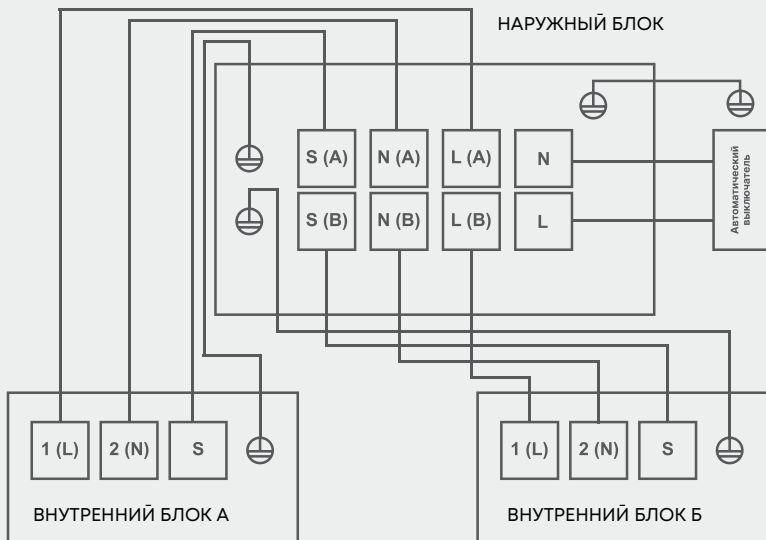 НАРУЖНЫЙ БЛОК
S (A) N (A) L (A) N
S (B) N (B) L (B) L
Автоматический
выключатель
1 (L) 2 (N) S
ВНУТРЕННИЙ БЛОК А
1 (L) 2 (N) S
ВНУТРЕННИЙ БЛОК Б